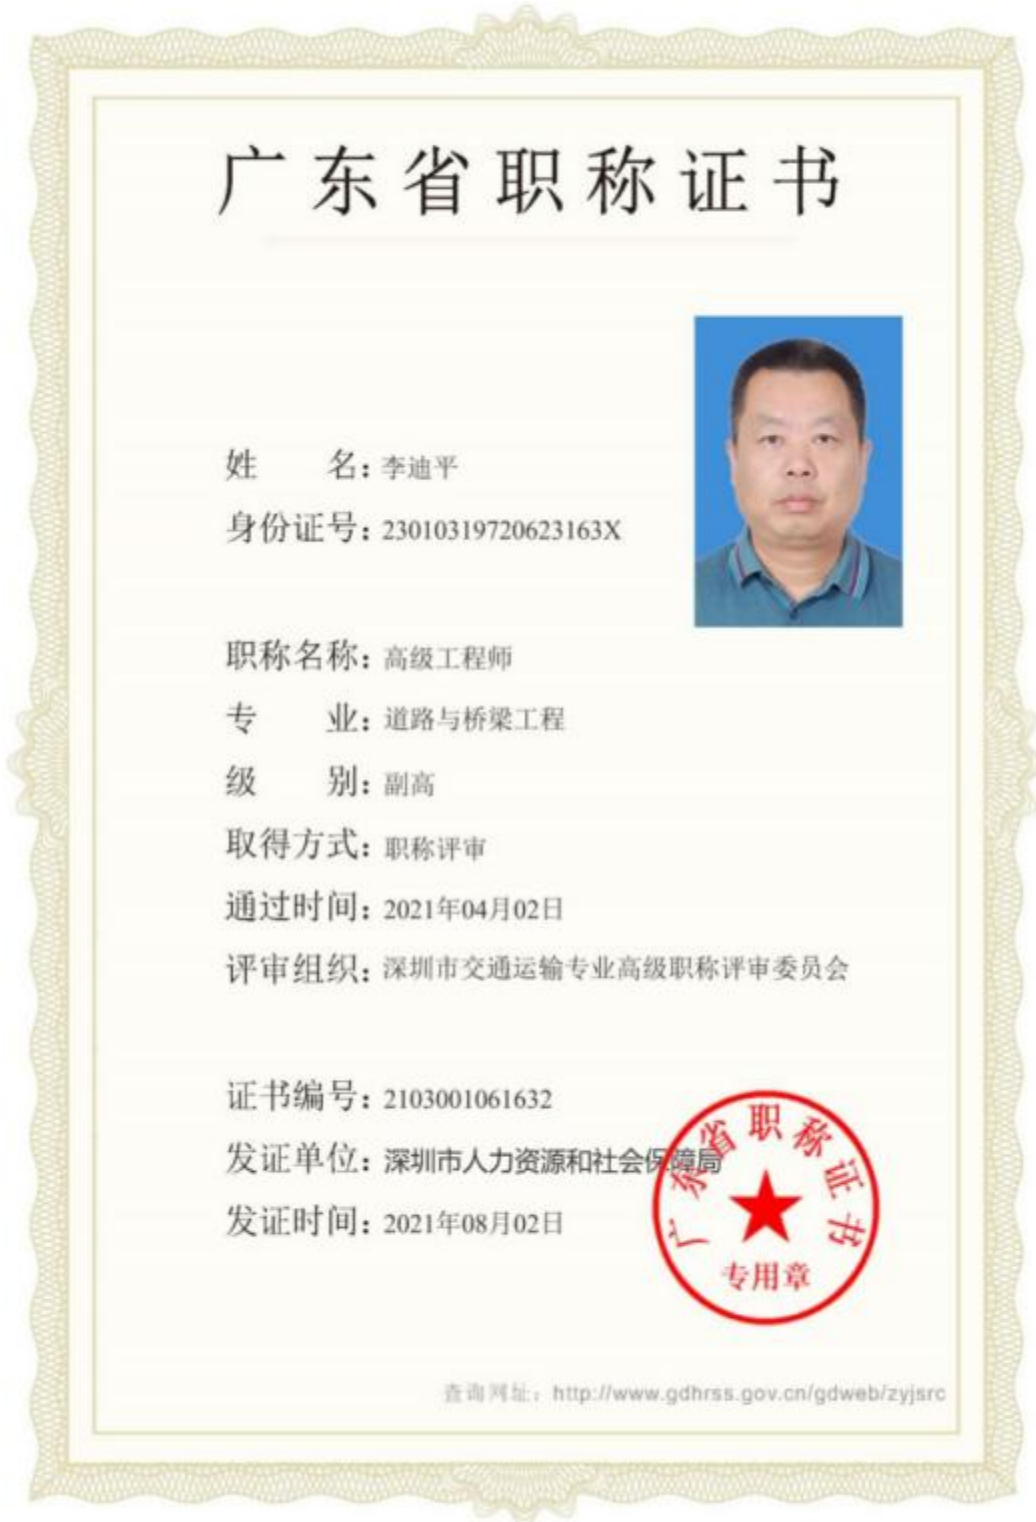 广东省职称证书
姓 名：李迪平
身份证号：23010319720623163X
职称名称：高级工程师
专 业：道路与桥梁工程
级 别：副高
取得方式：职称评审
通过时间：2021年04月02日
评审组织：深圳市交通运输专业高级职称评审委员会
证书编号：2103001061632
发证单位：深圳市人力资源和社会保障局
发证时间：2021年08月02日
广东省职称证书
专用章
查询网址：http://www.gdhrss.gov.cn/gdweb/zyjsrc